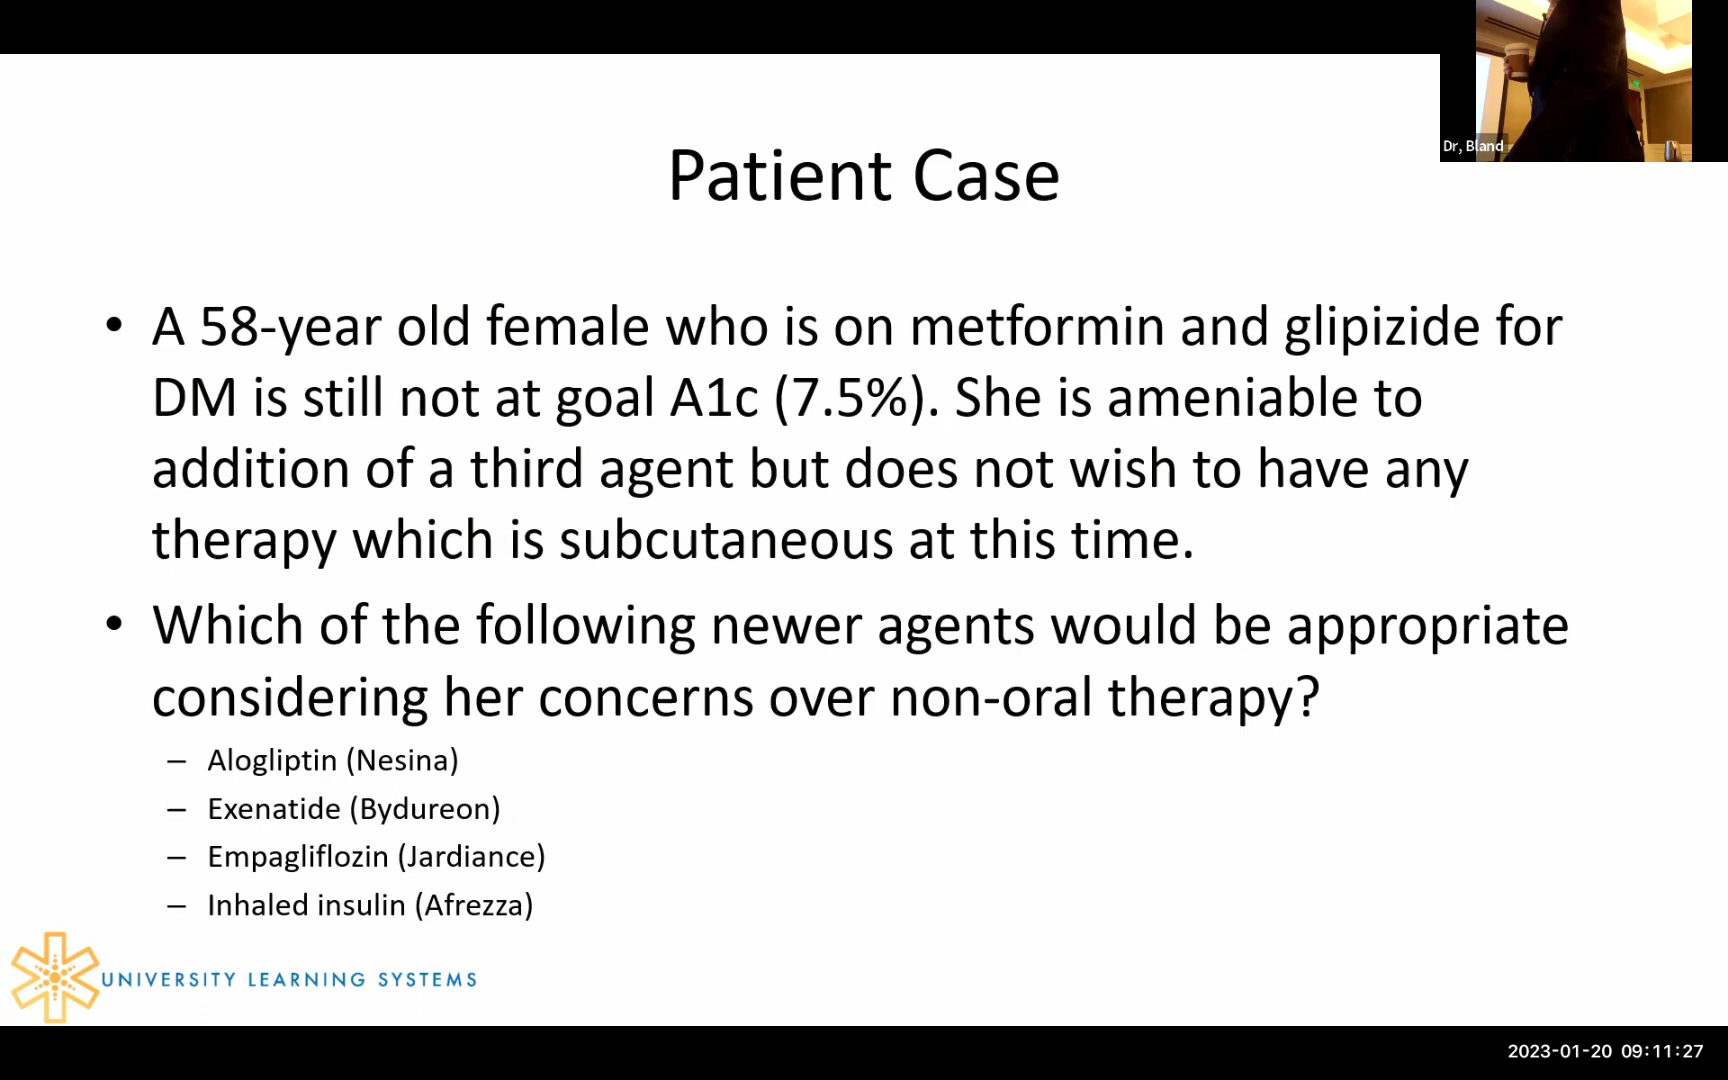 Dr, Bland
Patient Case
• A 58-year old female who is on metformin and glipizide for
DM is still not at goal A1c (7.5%). She is ameniable to
addition of a third agent but does not wish to have any
therapy which is subcutaneous at this time.
• Which of the following newer agents would be appropriate
considering her concerns over non-oral therapy?
– Alogliptin (Nesina)
– Exenatide (Bydureon)
– Empagliflozin (Jardiance)
– Inhaled insulin (Afrezza)
UNIVERSITY LEARNING SYSTEMS
2023-01-20 09:11:27